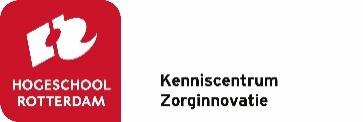 HOGESCHOOL
ROTTERDAM
Kenniscentrum
Zorginnovatie